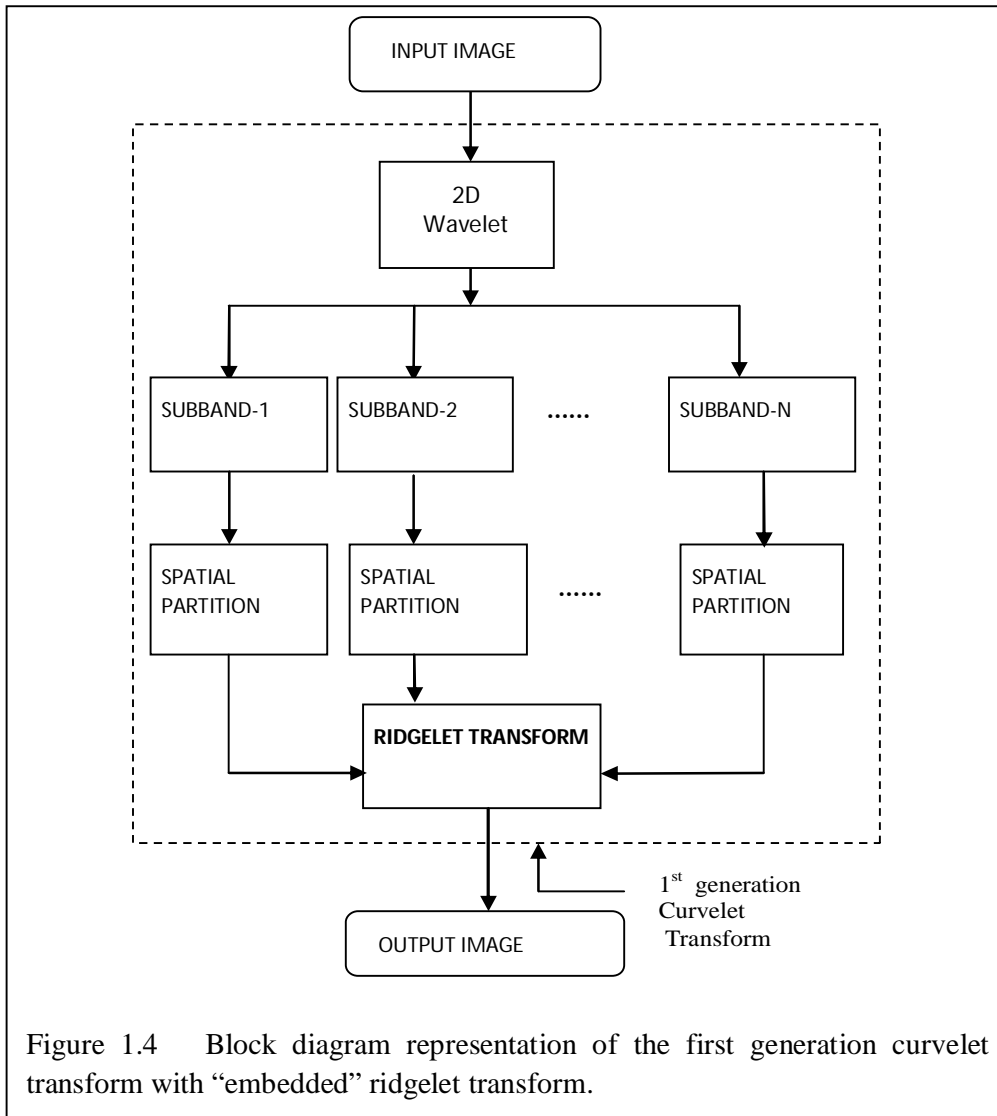 INPUT IMAGE
2D
Wavelet
SUBBAND-1
SUBBAND-2
......
SUBBAND-N
SPATIAL
PARTITION
SPATIAL
PARTITION
......
SPATIAL
PARTITION
RIDGELET TRANSFORM
1st generation
Curvelet
Transform
OUTPUT IMAGE
Figure 1.4 Block diagram representation of the first generation curvelet
transform with “embedded” ridgelet transform.